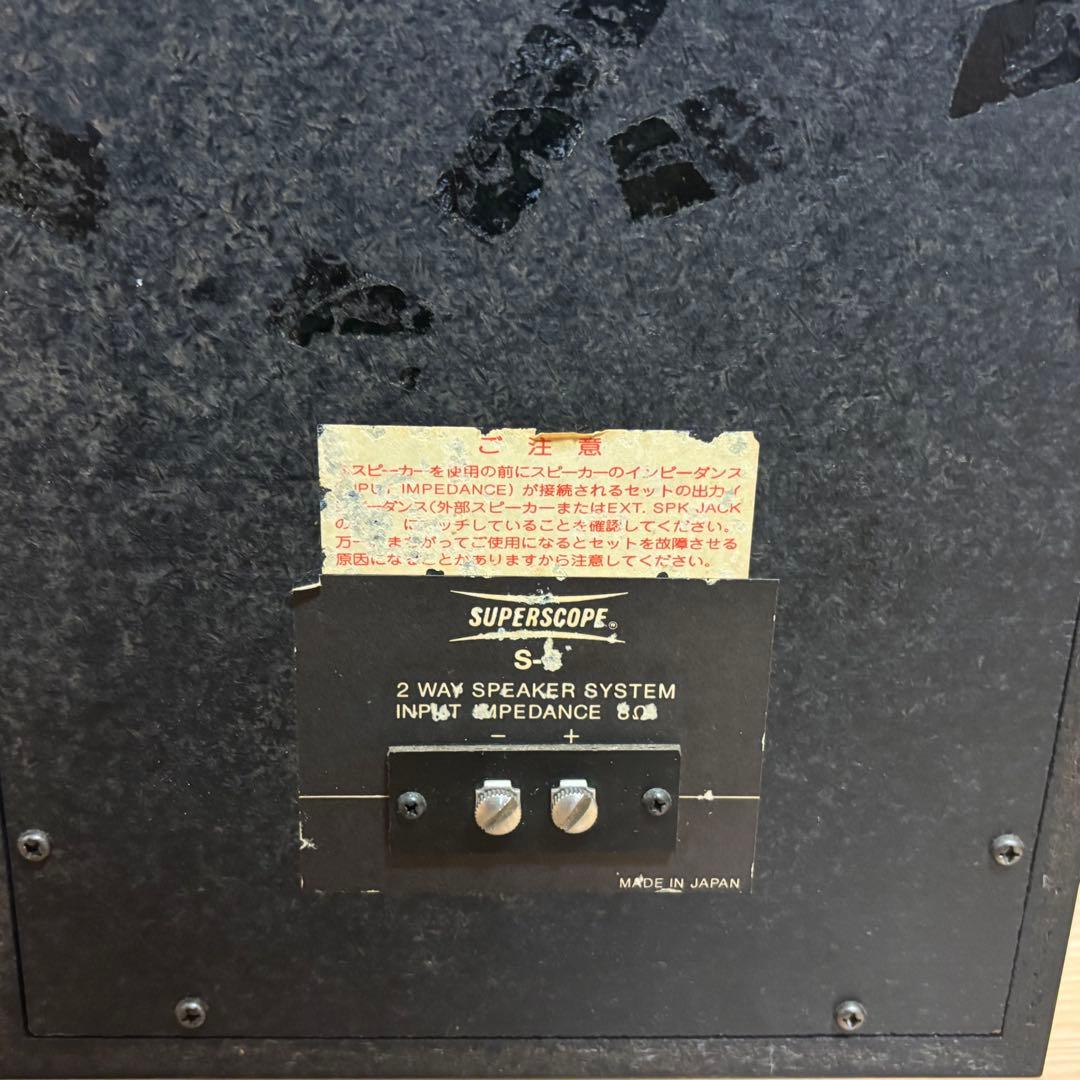 ご注意
スピーカーを使用の前にスピーカーのインピーダンス
IMPEDANCE)が接続されるセットの出力イ
ーダンス(外部スピーカーまたはEXT. SPK JACK
の に ッチしていることを確認してください。
万一 ま がってご使用になるとセットを故障させる
原因になることがありますから注意してください。
SUPERSCOPE®
S-
2 WAY SPEAKER SYSTEM
INPUT IMPEDANCE 8Ω
− +
MADE IN JAPAN